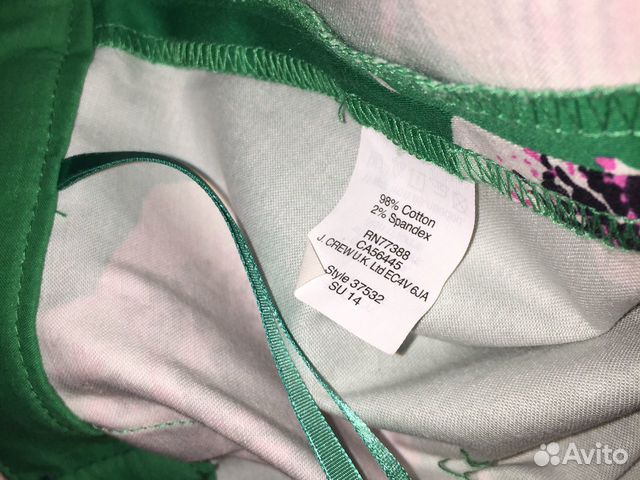 98% Cotton
2% Spandex
RN77388
CA56445
J. CREW U.K. Ltd EC4V 6JA
Style 37532
SU 14
Avito